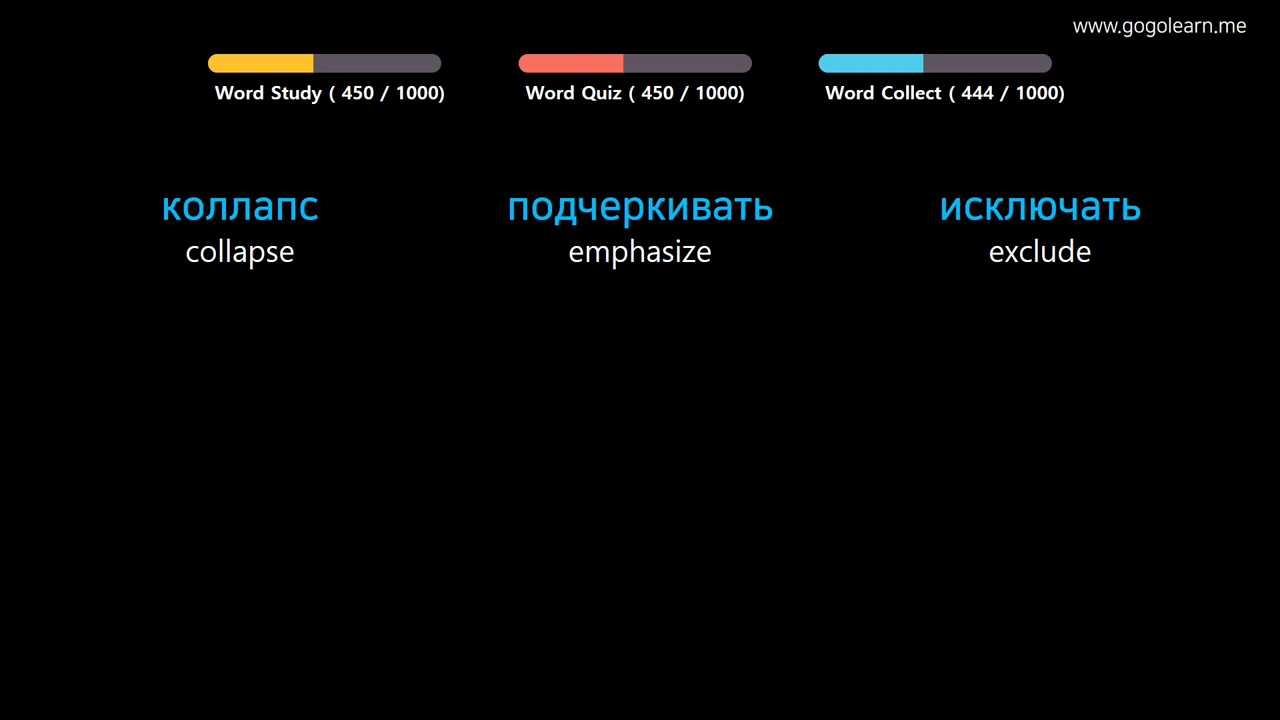 www.gogolearn.me
Word Study ( 450 / 1000)
Word Quiz ( 450 / 1000)
Word Collect ( 444 / 1000)
коллапс
collapse
подчеркивать
emphasize
исключать
exclude